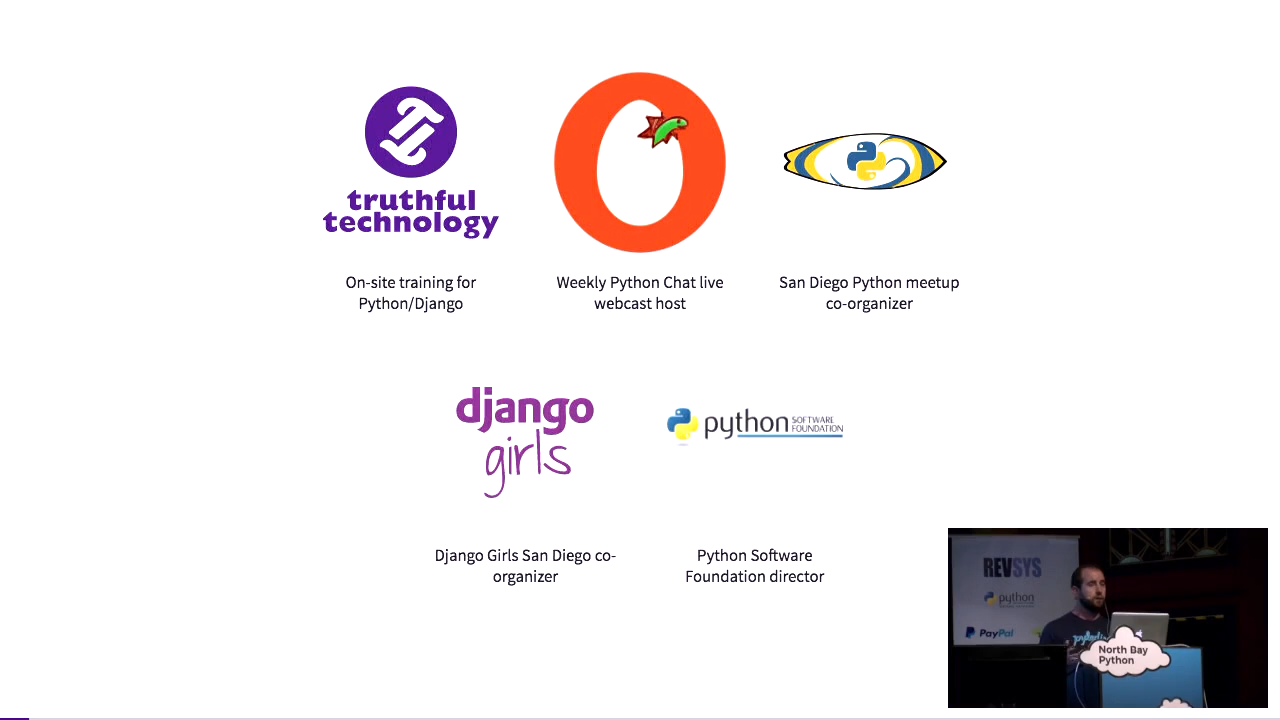 truthful
technology
On-site training for
Python/Django
Weekly Python Chat live
webcast host
San Diego Python meetup
co-organizer
django
girls
python SOFTWARE
FOUNDATION
Django Girls San Diego co-
organizer
Python Software
Foundation director
REVSYS
python
PayPal
North Bay
Python